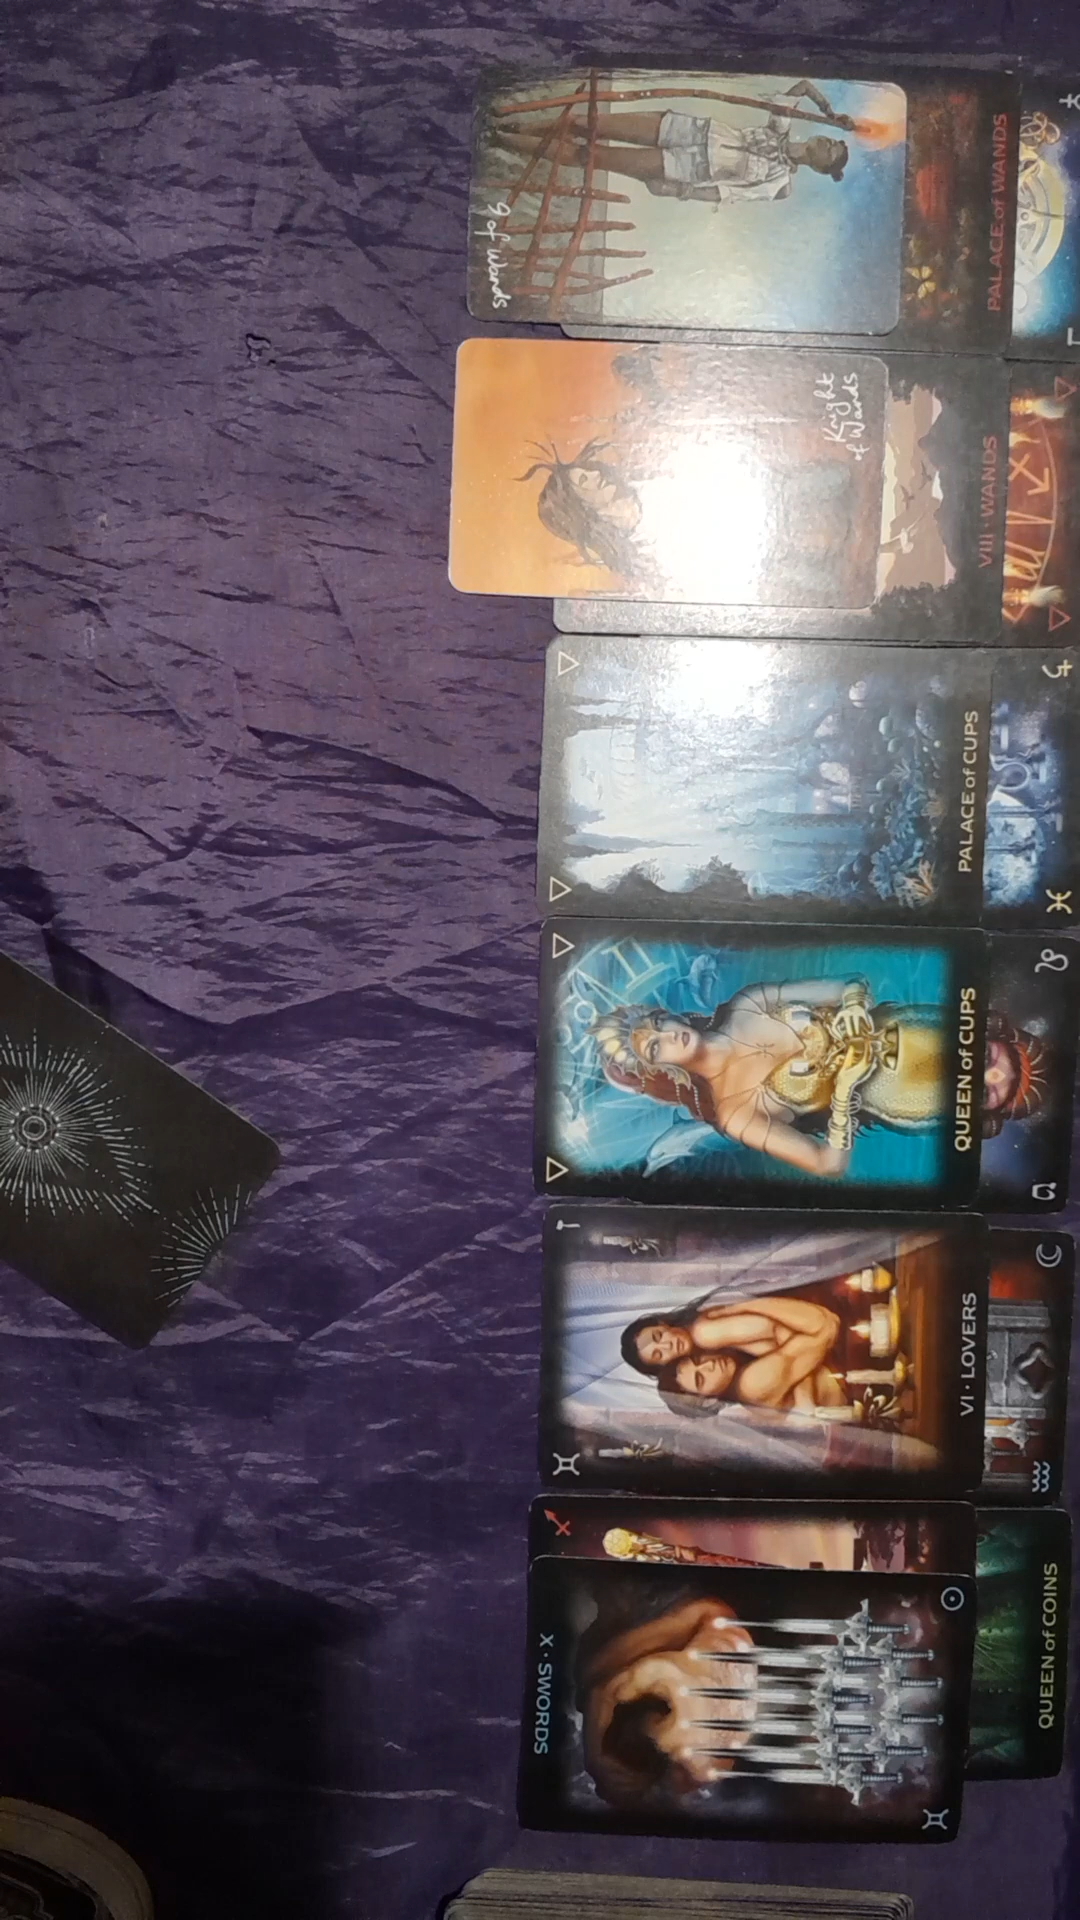 9 of Wands
PALACE of WANDS
Knight
of Wands
VIII • WANDS
PALACE of CUPS
QUEEN of CUPS
VI • LOVERS
X • SWORDS
QUEEN of COINS